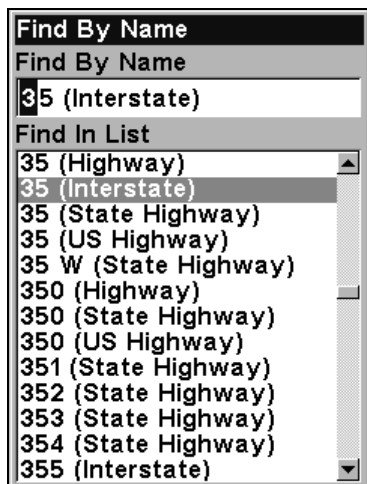 Find By Name
Find By Name
35 (Interstate)
Find In List
35 (Highway)
35 (Interstate)
35 (State Highway)
35 (US Highway)
35 W (State Highway)
350 (Highway)
350 (State Highway)
350 (US Highway)
351 (State Highway)
352 (State Highway)
353 (State Highway)
354 (State Highway)
355 (Interstate)